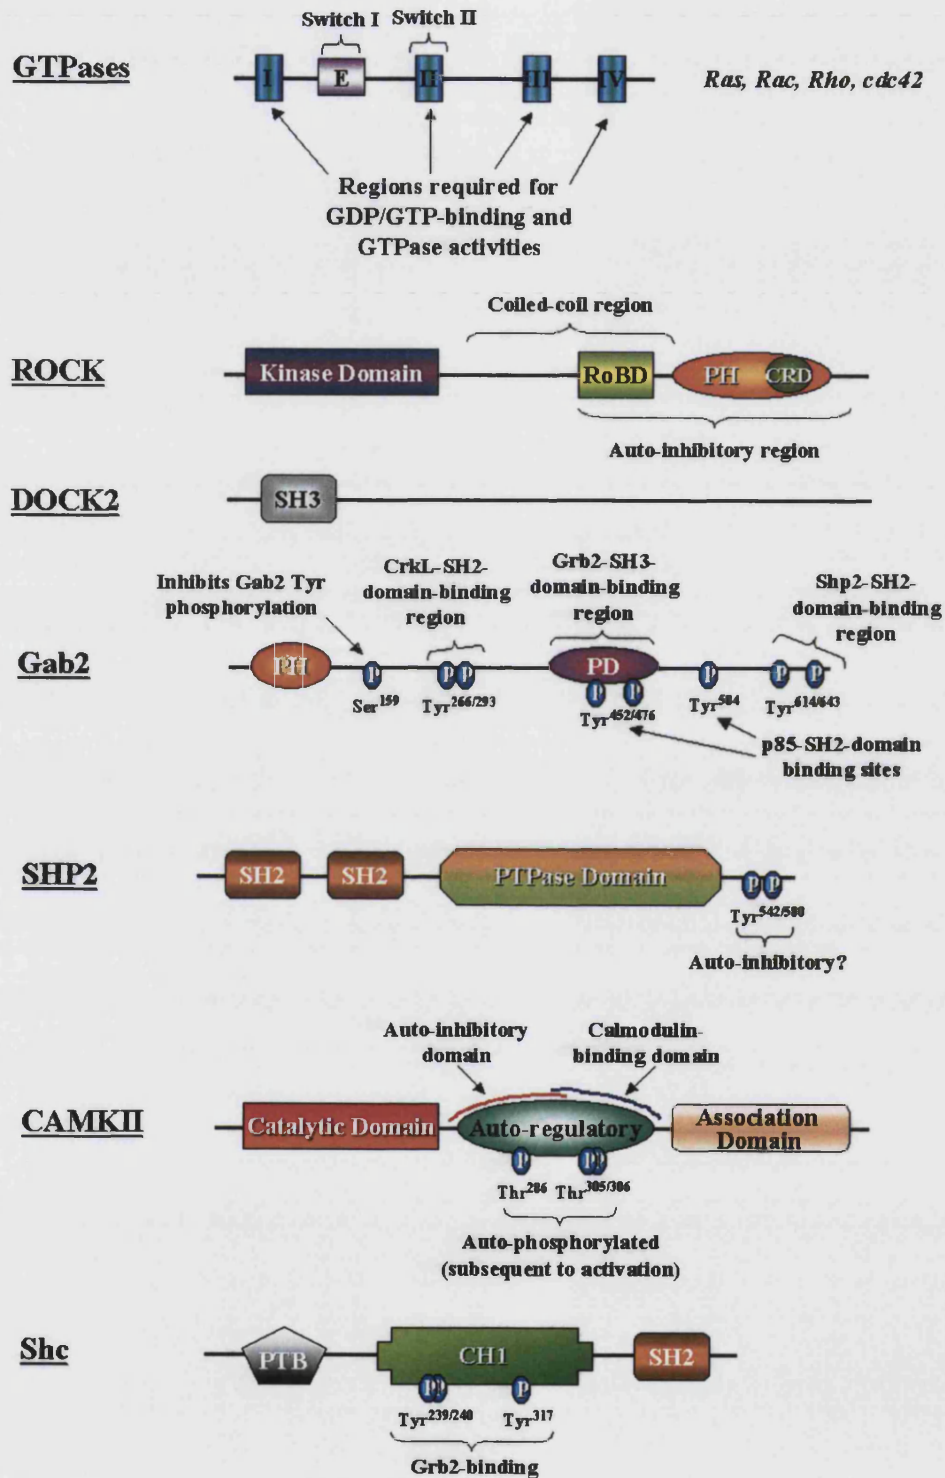 Switch I Switch II
GTPases
I E II III IV
Ras, Rac, Rho, cdc42
Regions required for
GDP/GTP-binding and
GTPase activities
Coiled-coil region
ROCK
Kinase Domain RoBD PH CRD
Auto-inhibitory region
DOCK2
SH3
Inhibits Gab2 Tyr
phosphorylation
CrkL-SH2-
domain-binding
region
Grb2-SH3-
domain-binding
region
Shp2-SH2-
domain-binding
region
Gab2
PH P P P PD P P P P P
Ser159 Tyr266/293 Tyr452/476 Tyr584 Tyr614/643
p85-SH2-domain
binding sites
SHP2
SH2 SH2 PTPase Domain P P
Tyr542/580
Auto-inhibitory?
Auto-inhibitory
domain
Calmodulin-
binding domain
CAMKII
Catalytic Domain Auto-regulatory
Association
Domain
P P P
Thr286 Thr305/306
Auto-phosphorylated
(subsequent to activation)
Shc
PTB CH1 SH2
P P P
Tyr239/240 Tyr317
Grb2-binding